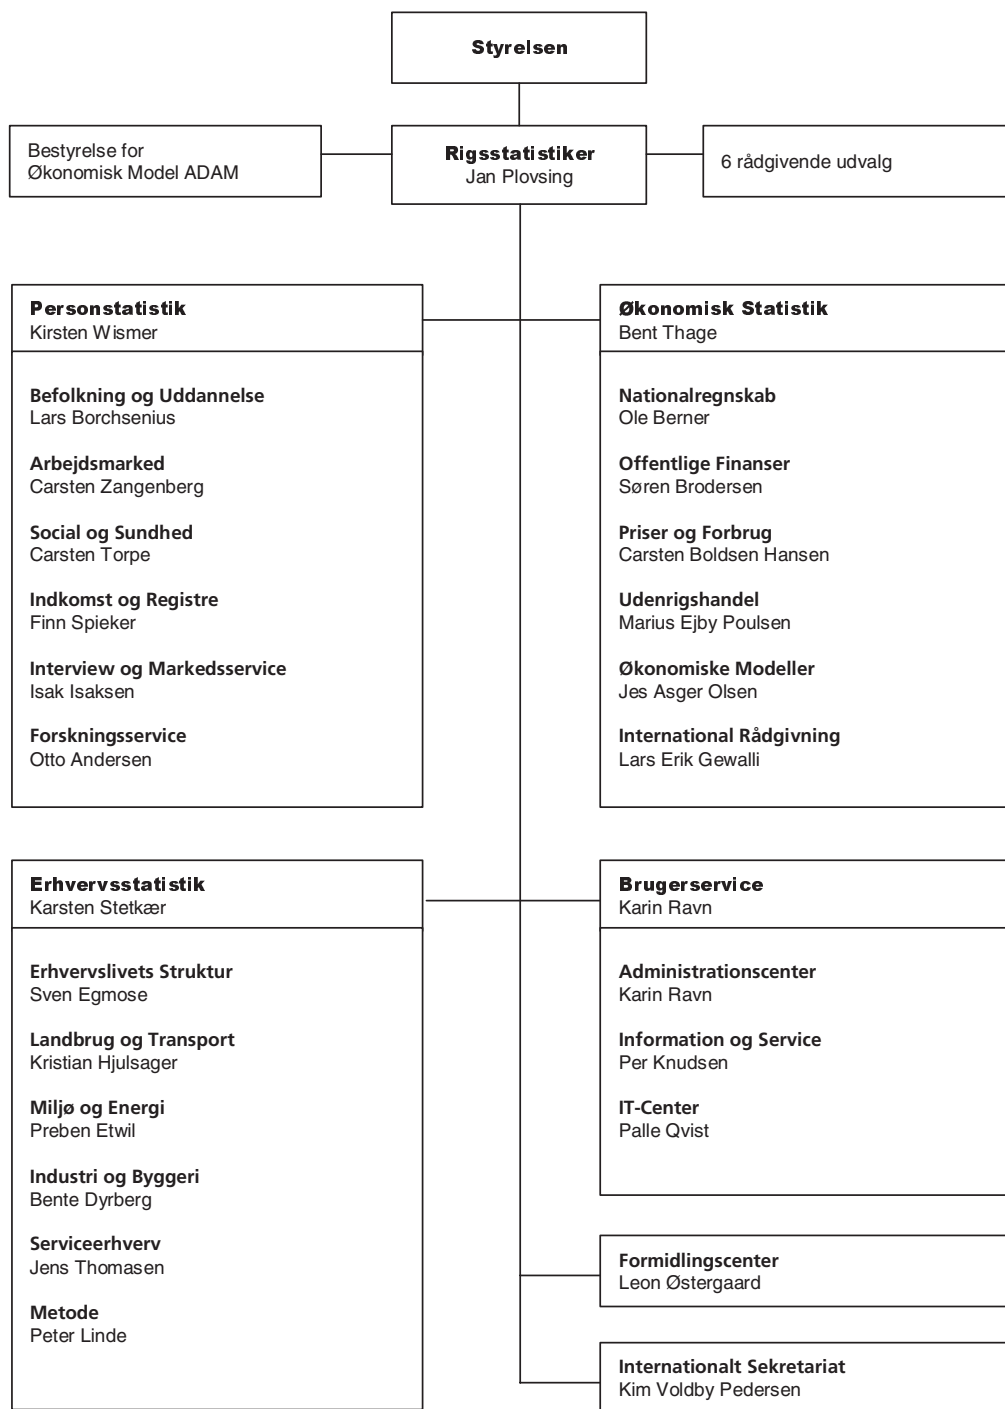 Styrelsen
Bestyrelse for
Økonomisk Model ADAM
Rigsstatistiker
Jan Plovsing
6 rådgivende udvalg
Personstatistik
Kirsten Wismer
Befolkning og Uddannelse
Lars Borchsenius
Arbejdsmarked
Carsten Zangenberg
Social og Sundhed
Carsten Torpe
Indkomst og Registre
Finn Spieker
Interview og Markedsservice
Isak Isaksen
Forskningsservice
Otto Andersen
Økonomisk Statistik
Bent Thage
Nationalregnskab
Ole Berner
Offentlige Finanser
Søren Brodersen
Priser og Forbrug
Carsten Boldsen Hansen
Udenrigshandel
Marius Ejby Poulsen
Økonomiske Modeller
Jes Asger Olsen
International Rådgivning
Lars Erik Gewalli
Erhvervsstatistik
Karsten Stetkær
Erhvervslivets Struktur
Sven Egmose
Landbrug og Transport
Kristian Hjulsager
Miljø og Energi
Preben Etwil
Industri og Byggeri
Bente Dyrberg
Serviceerhverv
Jens Thomasen
Metode
Peter Linde
Brugerservice
Karin Ravn
Administrationscenter
Karin Ravn
Information og Service
Per Knudsen
IT-Center
Palle Qvist
Formidlingscenter
Leon Østergaard
Internationalt Sekretariat
Kim Voldby Pedersen